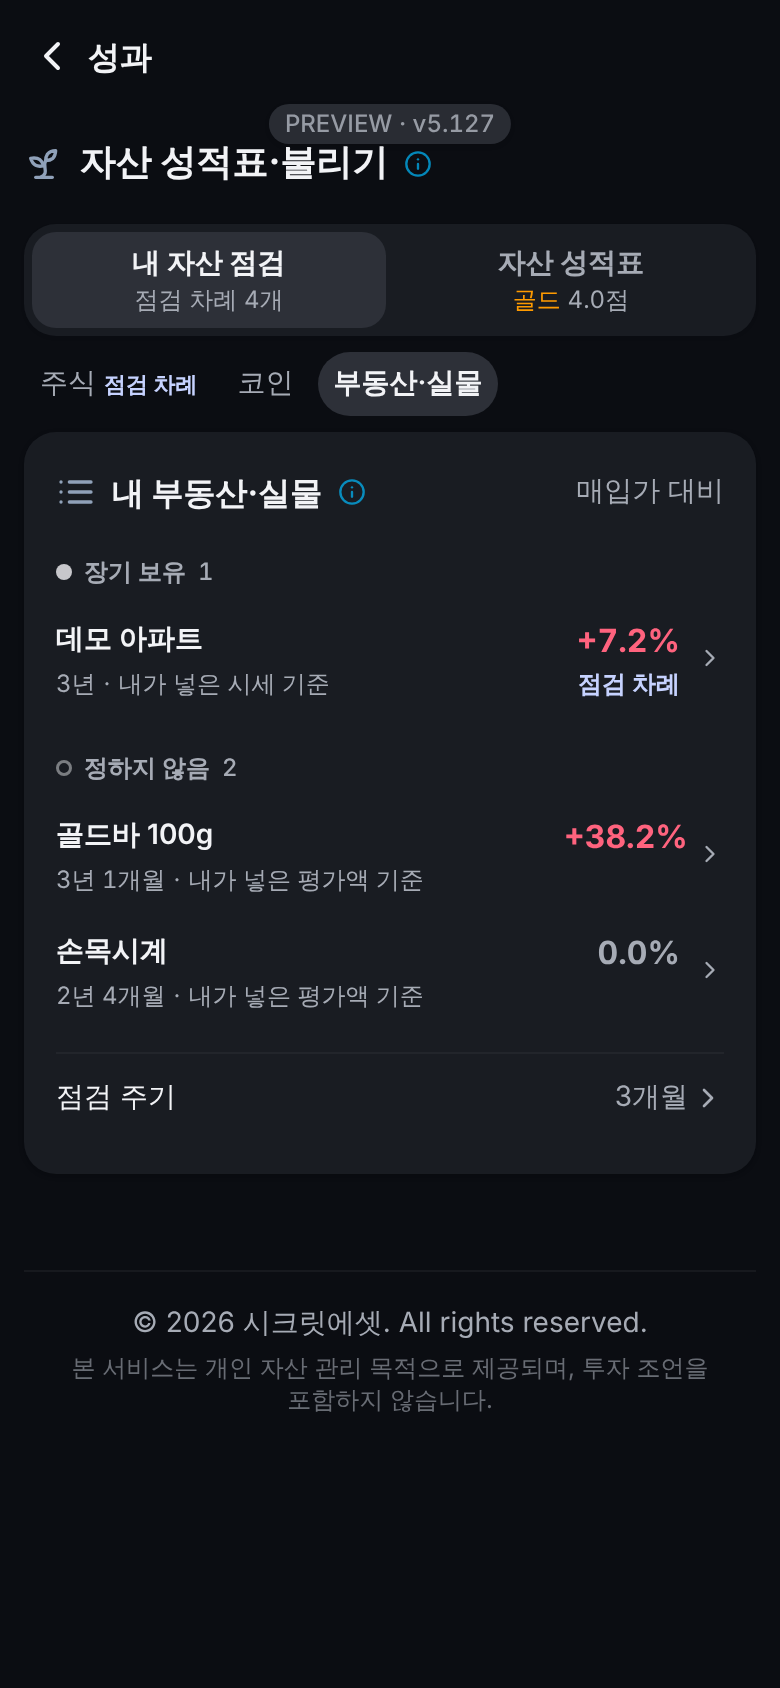 성과
PREVIEW · v5.127
자산 성적표·불리기
내 자산 점검
점검 차례 4개
자산 성적표
골드 4.0점
주식 점검 차례 코인 부동산·실물
내 부동산·실물
매입가 대비
장기 보유 1
데모 아파트
+7.2%
3년 · 내가 넣은 시세 기준
점검 차례
정하지 않음 2
골드바 100g
+38.2%
3년 1개월 · 내가 넣은 평가액 기준
손목시계
0.0%
2년 4개월 · 내가 넣은 평가액 기준
점검 주기
3개월
© 2026 시크릿에셋. All rights reserved.
본 서비스는 개인 자산 관리 목적으로 제공되며, 투자 조언을
포함하지 않습니다.